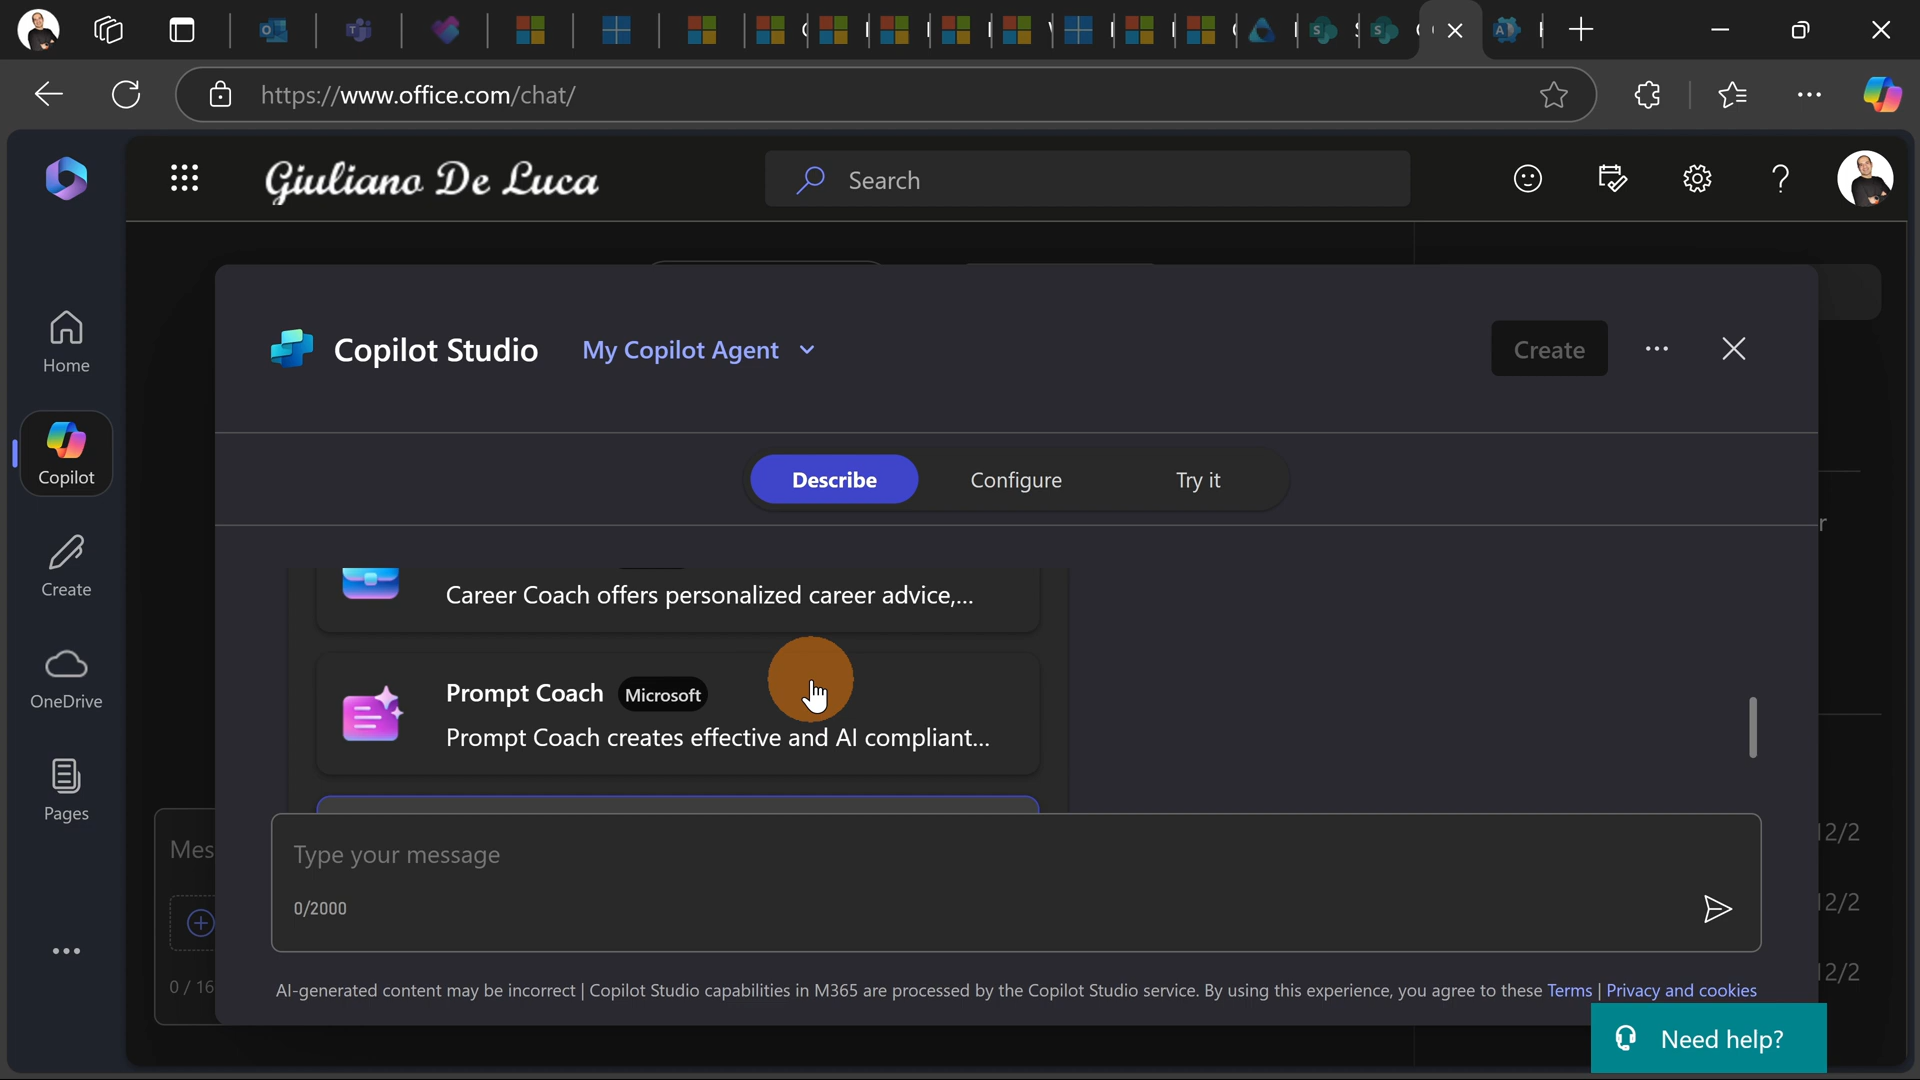 https://www.office.com/chat/
Giuliano De Luca
Search
Home
Copilot
Create
OneDrive
Pages
Copilot Studio
My Copilot Agent
Create
Describe
Configure
Try it
Career Coach offers personalized career advice,...
Prompt Coach
Microsoft
Prompt Coach creates effective and AI compliant...
Type your message
0/2000
Mes
0 / 16
12/2
12/2
12/2
AI-generated content may be incorrect | Copilot Studio capabilities in M365 are processed by the Copilot Studio service. By using this experience, you agree to these Terms | Privacy and cookies
Need help?